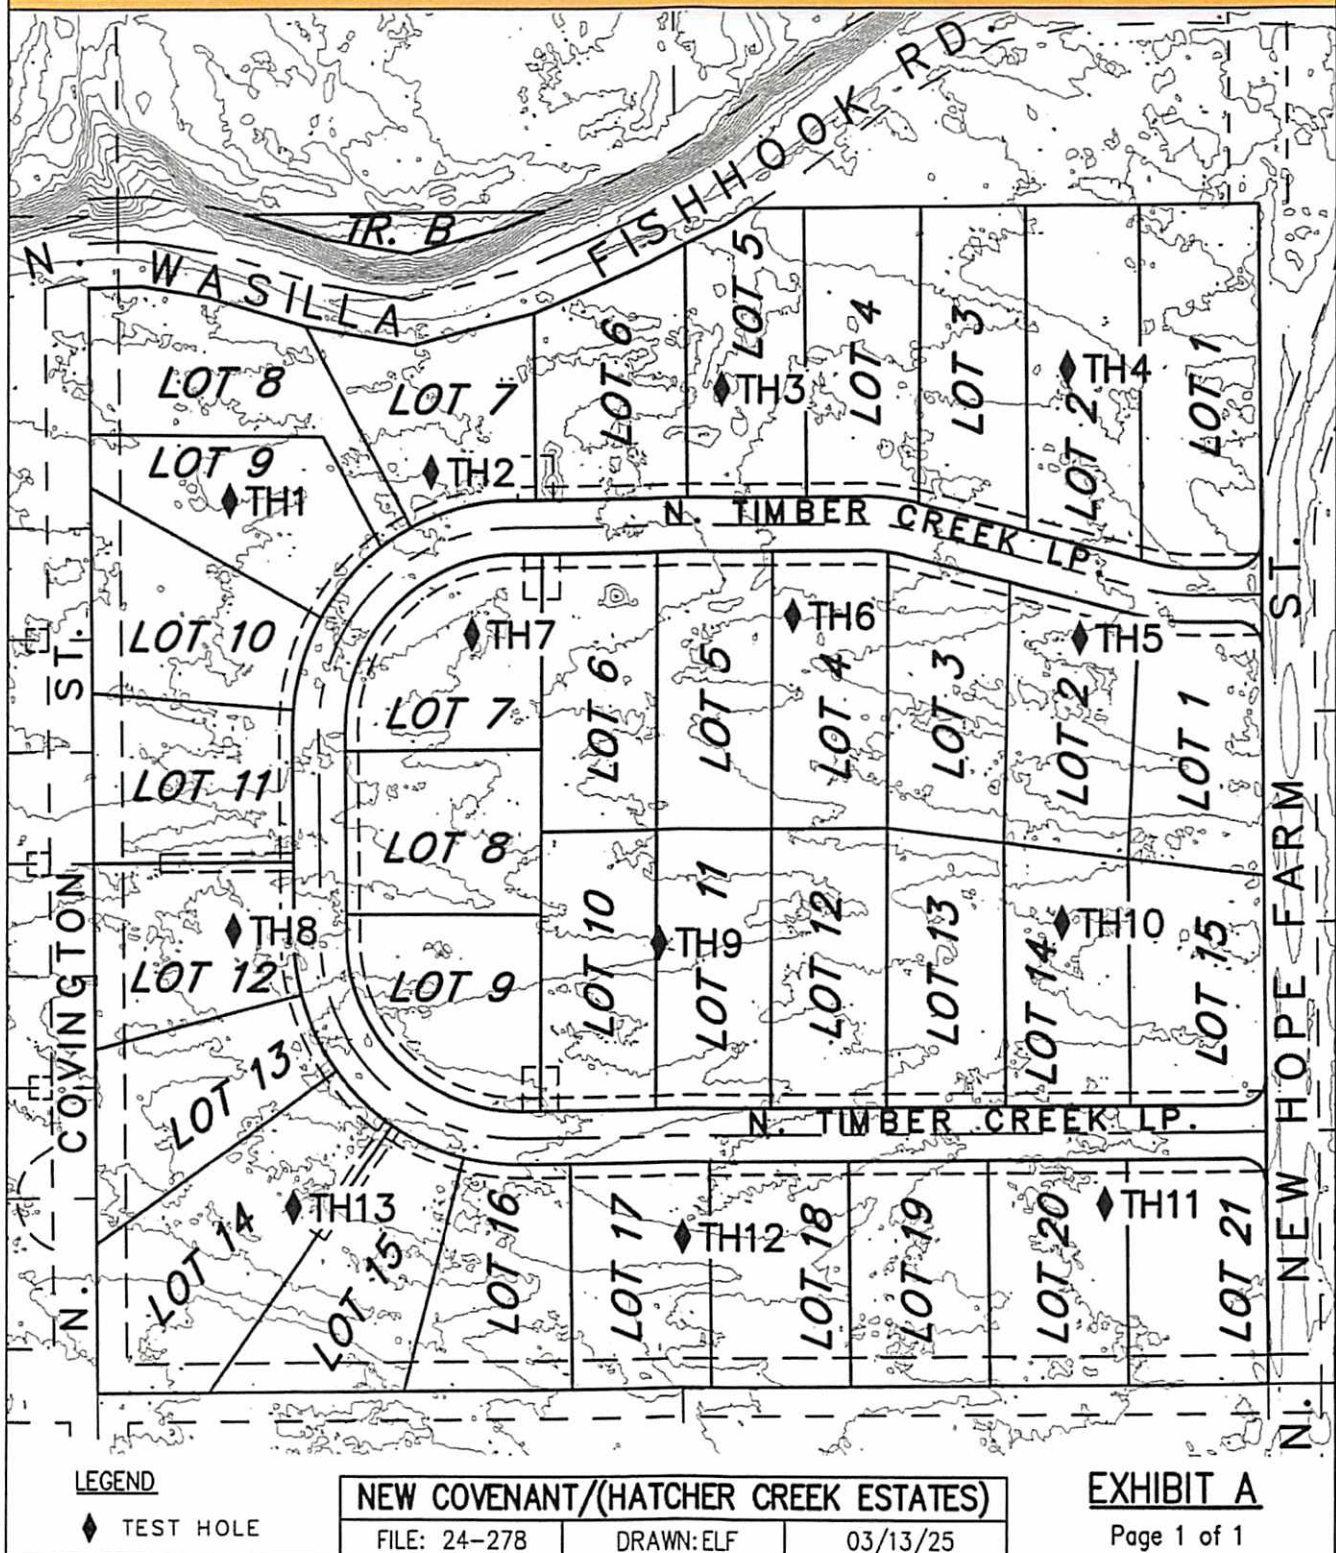 N. WASILLA FISHHOOK RD.
TR. B
LOT 8
LOT 7
LOT 6
LOT 5
LOT 4
LOT 3
LOT 2
LOT 1
TH3
TH4
LOT 9
TH1
TH2
N. TIMBER CREEK LP.
LOT 10
TH7
TH6
TH5
LOT 7
LOT 6
LOT 5
LOT 4
LOT 3
LOT 2
LOT 1
LOT 11
LOT 8
TH8
LOT 12
LOT 9
LOT 10
TH9
LOT 11
LOT 12
LOT 13
LOT 14
TH10
LOT 15
LOT 13
N. TIMBER CREEK LP.
LOT 14
TH13
LOT 15
LOT 16
LOT 17
TH12
LOT 18
LOT 19
LOT 20
TH11
LOT 21
N. COVINGTON ST.
N. NEW HOPE FARM ST.
LEGEND
TEST HOLE
NEW COVENANT/(HATCHER CREEK ESTATES)
FILE: 24-278
DRAWN: ELF
03/13/25
EXHIBIT A
Page 1 of 1